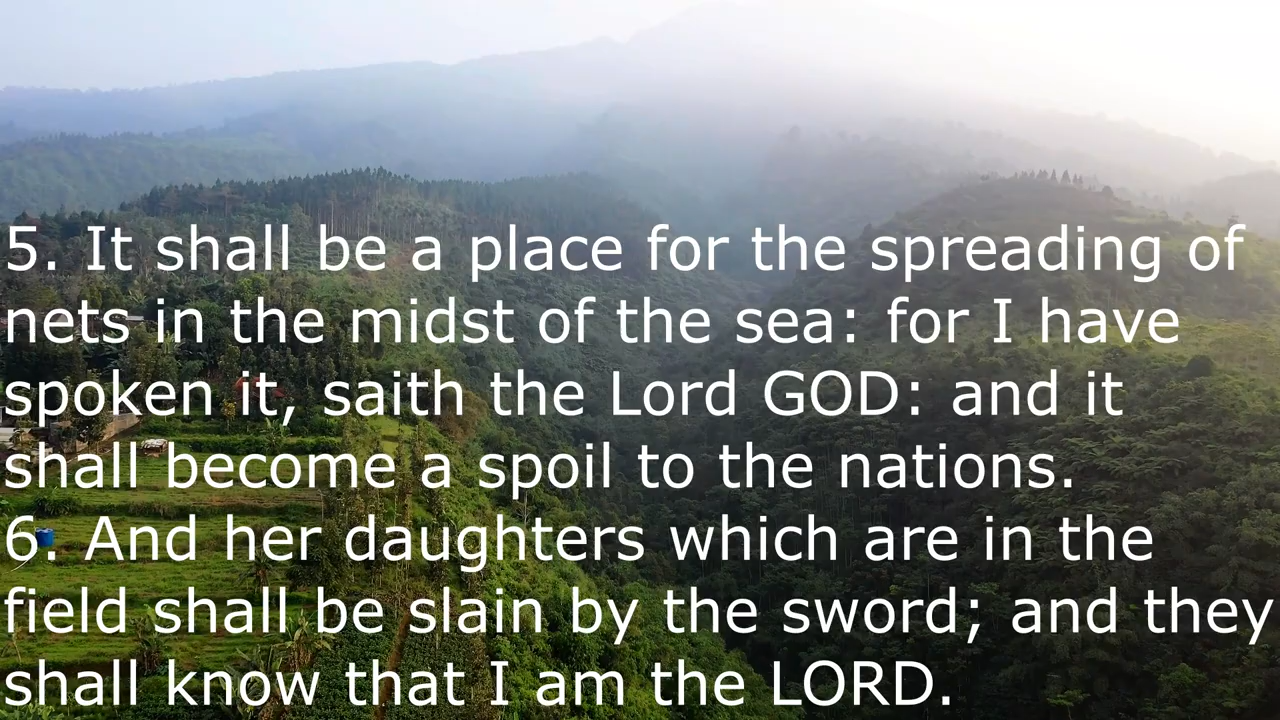 5. It shall be a place for the spreading of
nets in the midst of the sea: for I have
spoken it, saith the Lord GOD: and it
shall become a spoil to the nations.
6. And her daughters which are in the
field shall be slain by the sword; and they
shall know that I am the LORD.